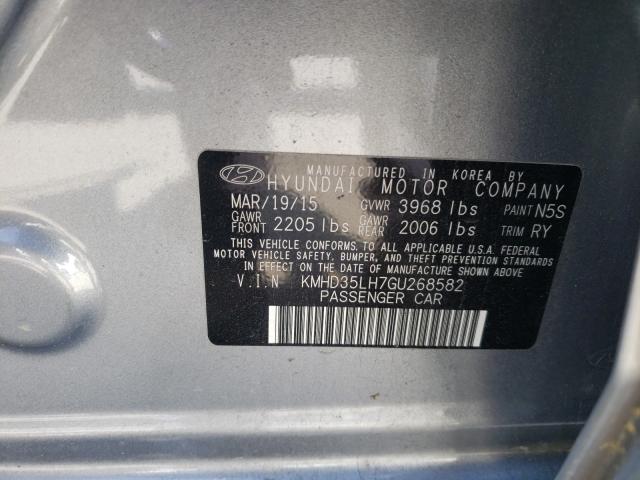 MANUFACTURED IN KOREA BY
HYUNDAI MOTOR COMPANY
MAR/19/15 GVWR 3968 lbs PAINT N5S
GAWR FRONT 2205 lbs GAWR REAR 2006 lbs TRIM RY
THIS VEHICLE CONFORMS TO ALL APPLICABLE U.S.A. FEDERAL
MOTOR VEHICLE SAFETY, BUMPER, AND THEFT PREVENTION STANDARDS
IN EFFECT ON THE DATE OF MANUFACTURE SHOWN ABOVE.
V.I.N KMHD35LH7GU268582
PASSENGER CAR